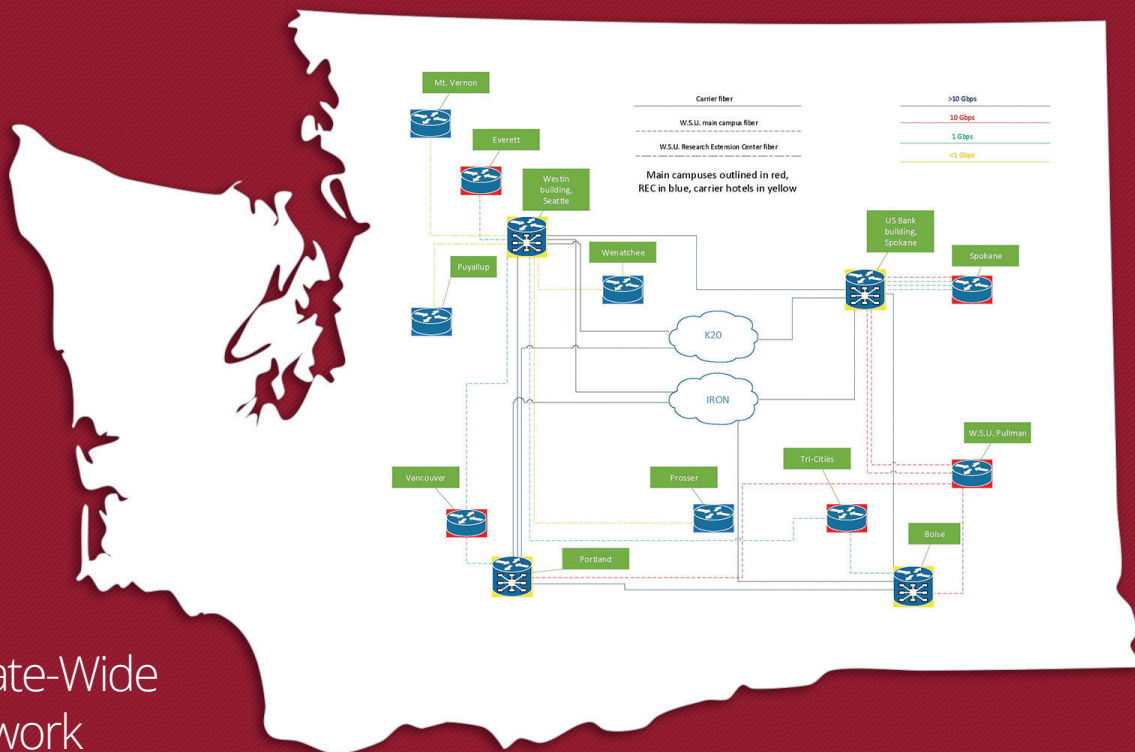 Mt. Vernon
Everett
Westin
building,
Seattle
Puyallup
Wenatchee
Carrier fiber
W.S.U. main campus fiber
W.S.U. Research Extension Center fiber
Main campuses outlined in red,
REC in blue, carrier hotels in yellow
>10 Gbps
10 Gbps
1 Gbps
<1 Gbps
US Bank
building,
Spokane
Spokane
K20
IRON
W.S.U. Pullman
Tri-Cities
Prosser
Vancouver
Boise
Portland
ate-Wide
work